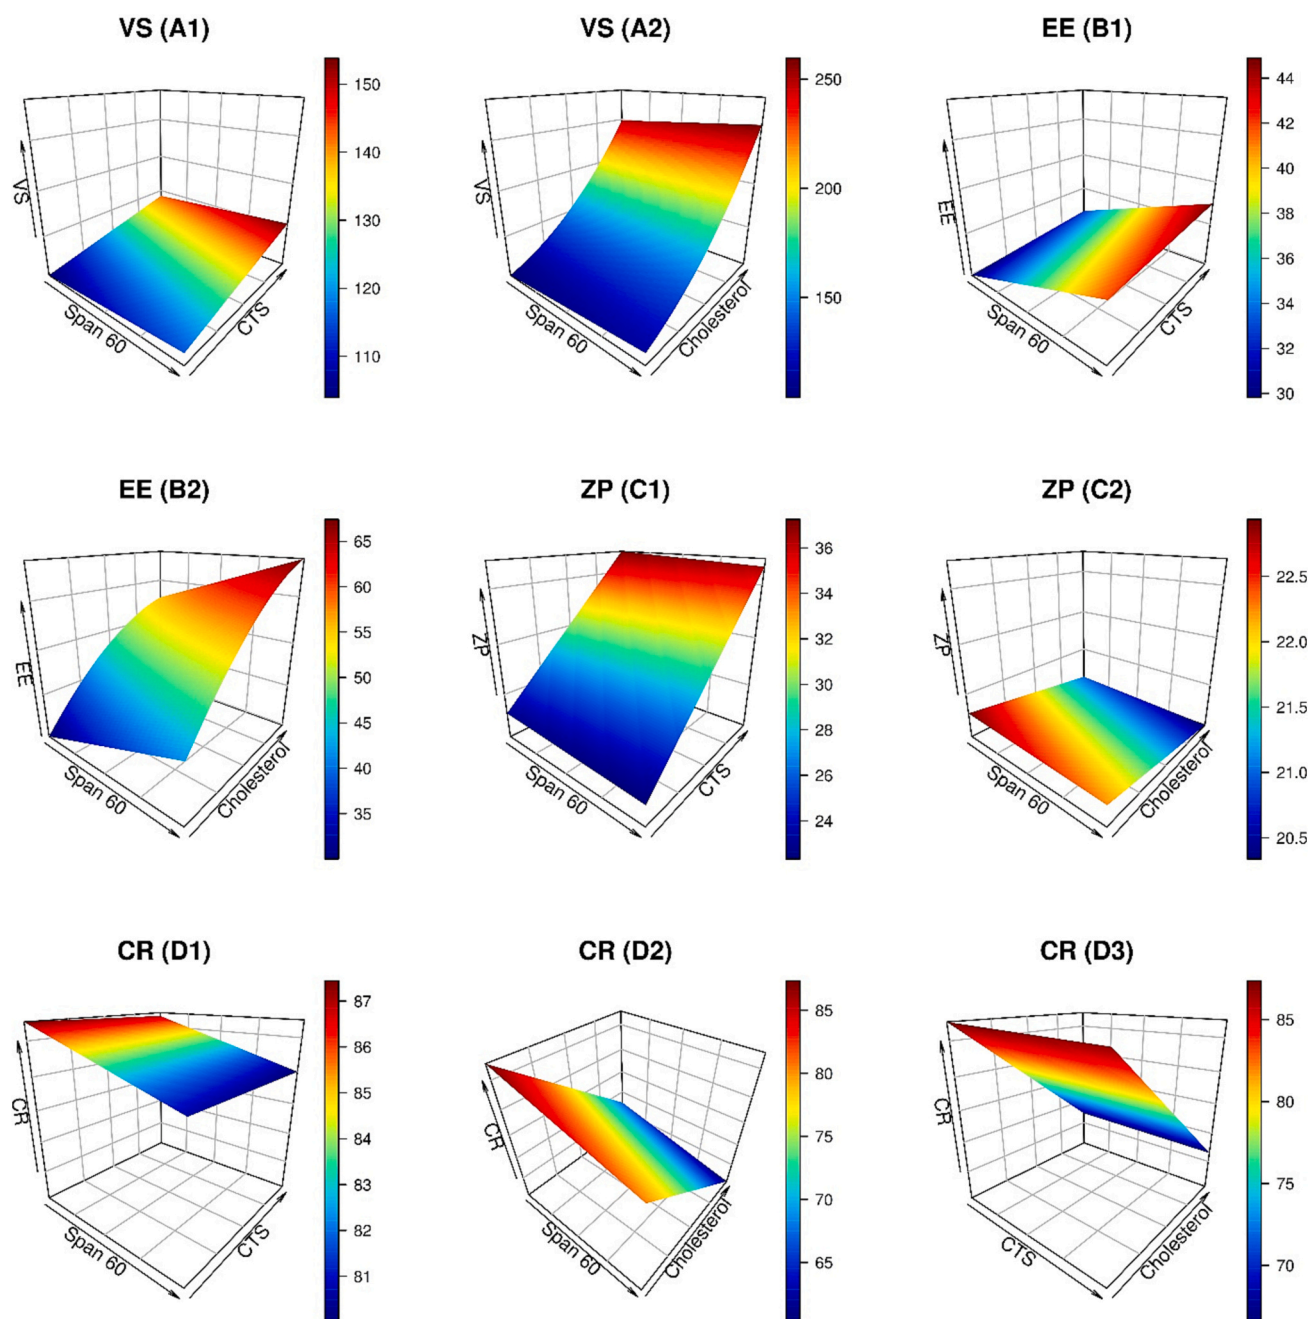 VS (A1)
VS
Span 60
CTS
150
140
130
120
110
VS (A2)
VS
Span 60
Cholesterol
250
200
150
EE (B1)
EE
Span 60
CTS
44
42
40
38
36
34
32
30
EE (B2)
EE
Span 60
Cholesterol
65
60
55
50
45
40
35
ZP (C1)
ZP
Span 60
CTS
36
34
32
30
28
26
24
ZP (C2)
ZP
Span 60
Cholesterol
22.5
22.0
21.5
21.0
20.5
CR (D1)
CR
Span 60
CTS
87
86
85
84
83
82
81
CR (D2)
CR
Span 60
Cholesterol
85
80
75
70
65
CR (D3)
CR
CTS
Cholesterol
85
80
75
70